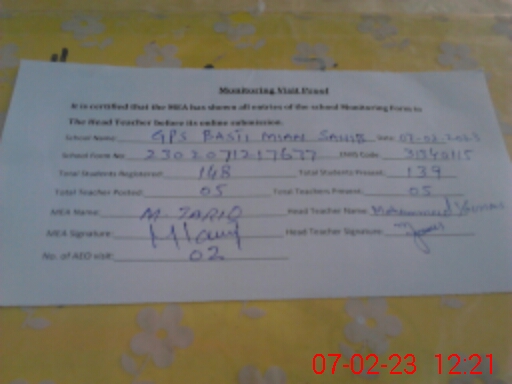 Monitoring Visit Proof
It is certified that the MEA has shown all entries of the school Monitoring Form to
The Head Teacher before its online submission.
School Name: GPS BASTI MIAN SAHIB Date 07-02-2023
School Form No. EMIS Code: 31340115
Total Students Registered: 148 Total Students Present: 139
Total Teacher Posted: 05 Total Teachers Present: 05
MEA Name: M TARIQ Head Teacher Name: Mohammad
MEA Signature: Head Teacher Signature:
No. of AEO visit: 02
07-02-23 12:21